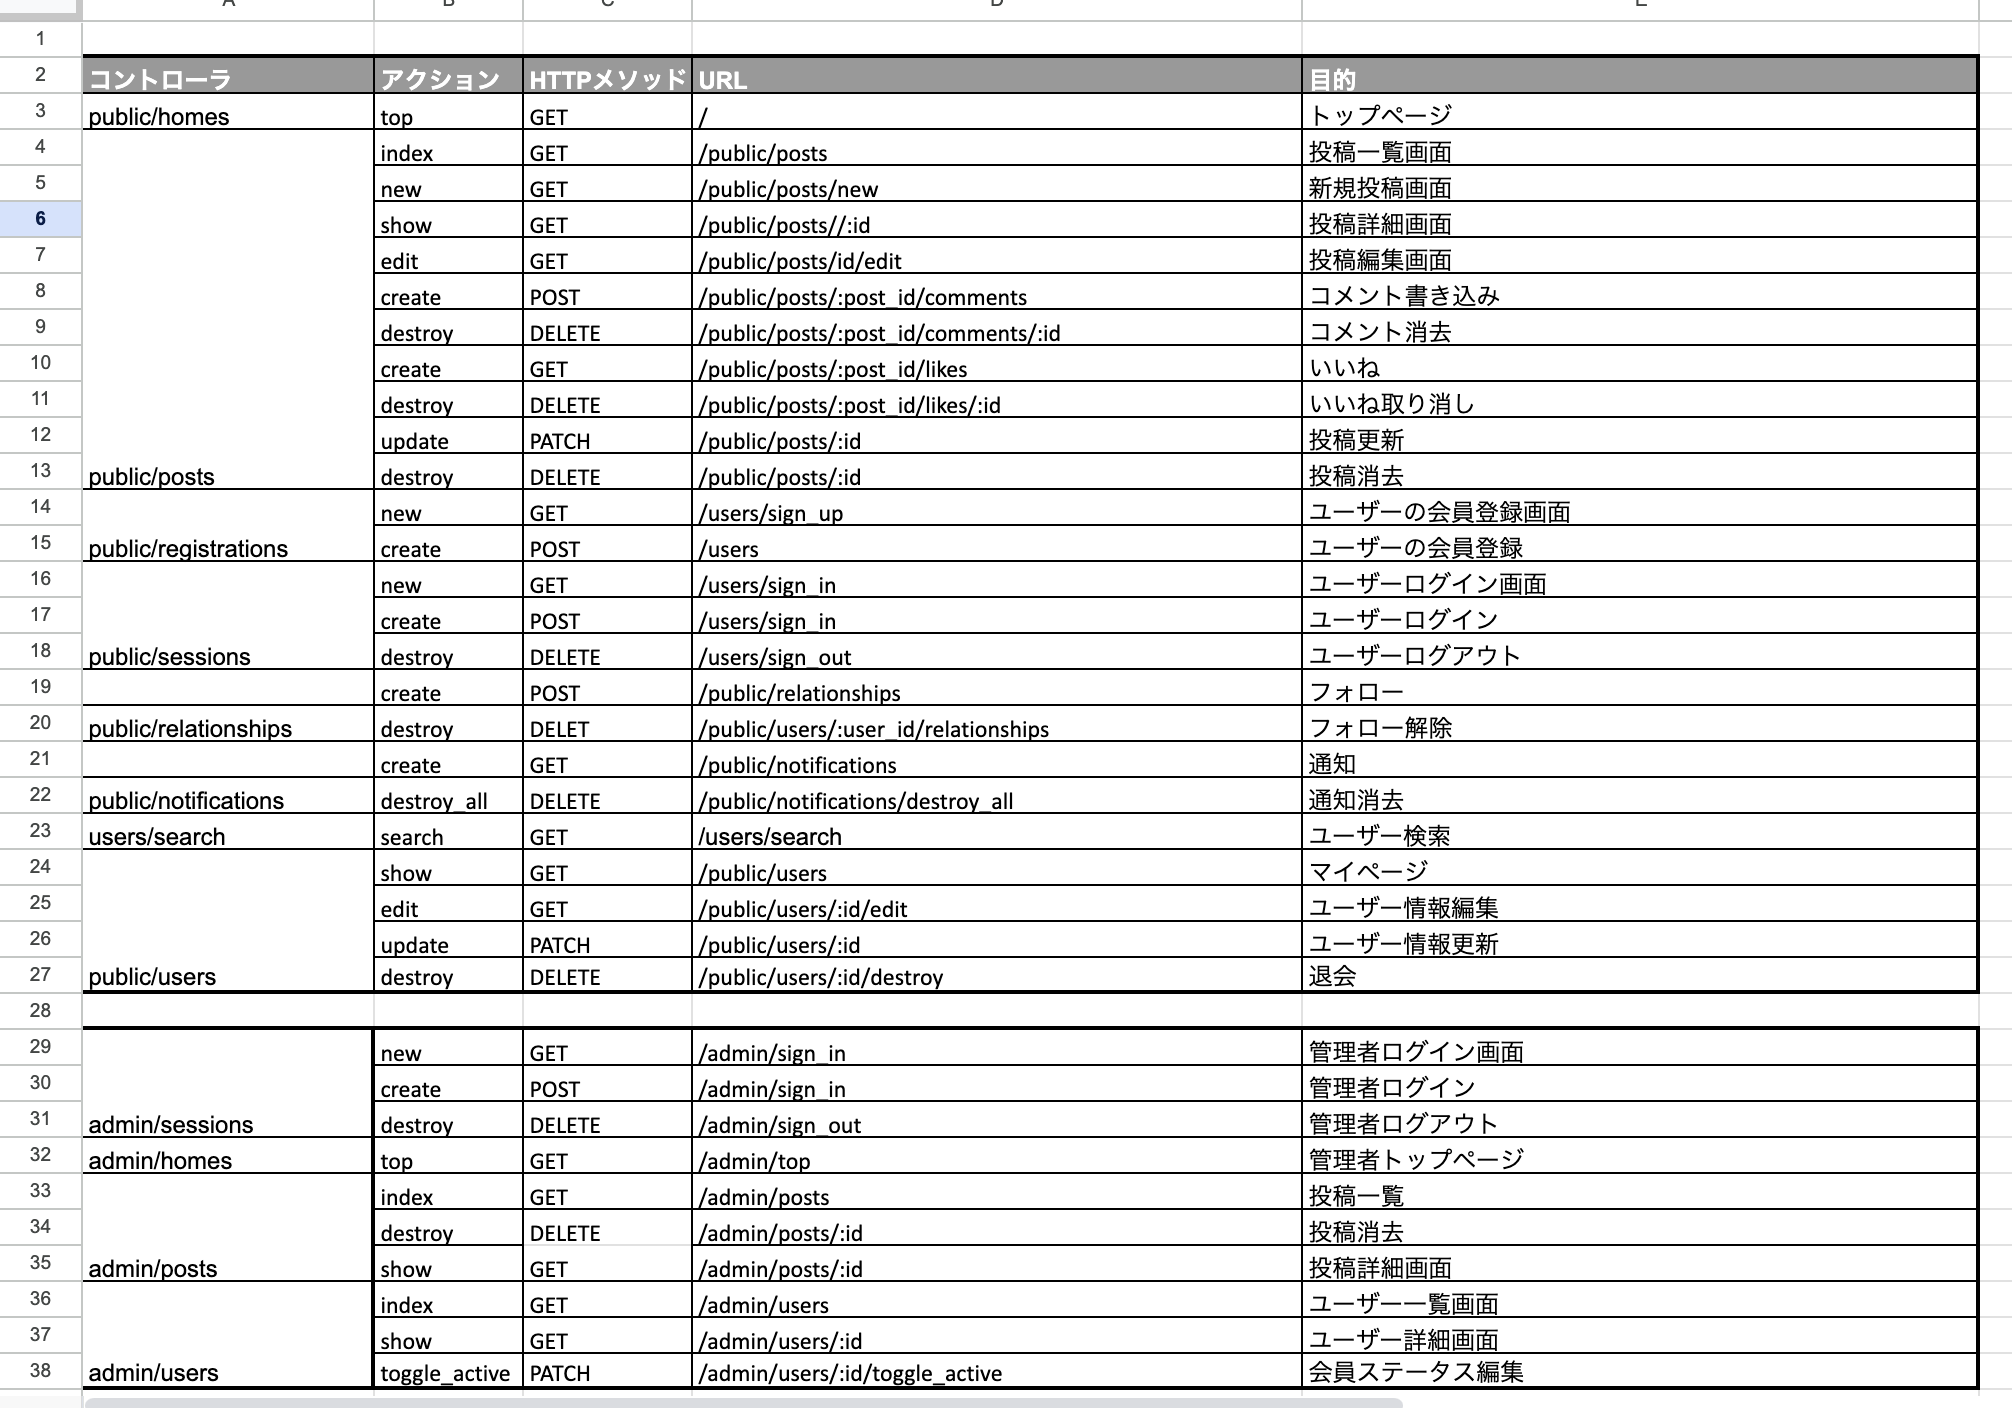 1
2 コントローラ アクション HTTPメソッド URL 目的
3 public/homes top GET / トップページ
4 index GET /public/posts 投稿一覧画面
5 new GET /public/posts/new 新規投稿画面
6 show GET /public/posts//:id 投稿詳細画面
7 edit GET /public/posts/id/edit 投稿編集画面
8 create POST /public/posts/:post_id/comments コメント書き込み
9 destroy DELETE /public/posts/:post_id/comments/:id コメント消去
10 create GET /public/posts/:post_id/likes いいね
11 destroy DELETE /public/posts/:post_id/likes/:id いいね取り消し
12 update PATCH /public/posts/:id 投稿更新
13 public/posts destroy DELETE /public/posts/:id 投稿消去
14 new GET /users/sign_up ユーザーの会員登録画面
15 public/registrations create POST /users ユーザーの会員登録
16 new GET /users/sign_in ユーザーログイン画面
17 create POST /users/sign_in ユーザーログイン
18 public/sessions destroy DELETE /users/sign_out ユーザーログアウト
19 create POST /public/relationships フォロー
20 public/relationships destroy DELET /public/users/:user_id/relationships フォロー解除
21 create GET /public/notifications 通知
22 public/notifications destroy_all DELETE /public/notifications/destroy_all 通知消去
23 users/search search GET /users/search ユーザー検索
24 show GET /public/users マイページ
25 edit GET /public/users/:id/edit ユーザー情報編集
26 update PATCH /public/users/:id ユーザー情報更新
27 public/users destroy DELETE /public/users/:id/destroy 退会
28
29 new GET /admin/sign_in 管理者ログイン画面
30 create POST /admin/sign_in 管理者ログイン
31 admin/sessions destroy DELETE /admin/sign_out 管理者ログアウト
32 admin/homes top GET /admin/top 管理者トップページ
33 index GET /admin/posts 投稿一覧
34 destroy DELETE /admin/posts/:id 投稿消去
35 admin/posts show GET /admin/posts/:id 投稿詳細画面
36 index GET /admin/users ユーザー一覧画面
37 show GET /admin/users/:id ユーザー詳細画面
38 admin/users toggle_active PATCH /admin/users/:id/toggle_active 会員ステータス編集